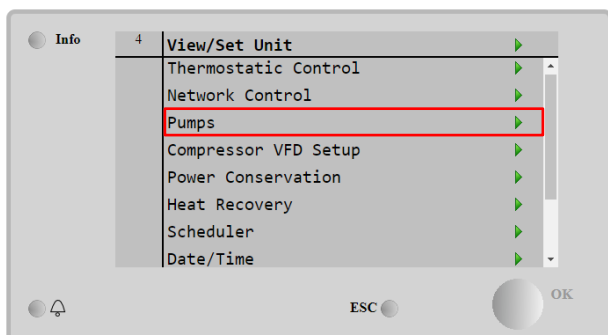 Info
4 View/Set Unit
Thermostatic Control
Network Control
Pumps
Compressor VFD Setup
Power Conservation
Heat Recovery
Scheduler
Date/Time
ESC
OK